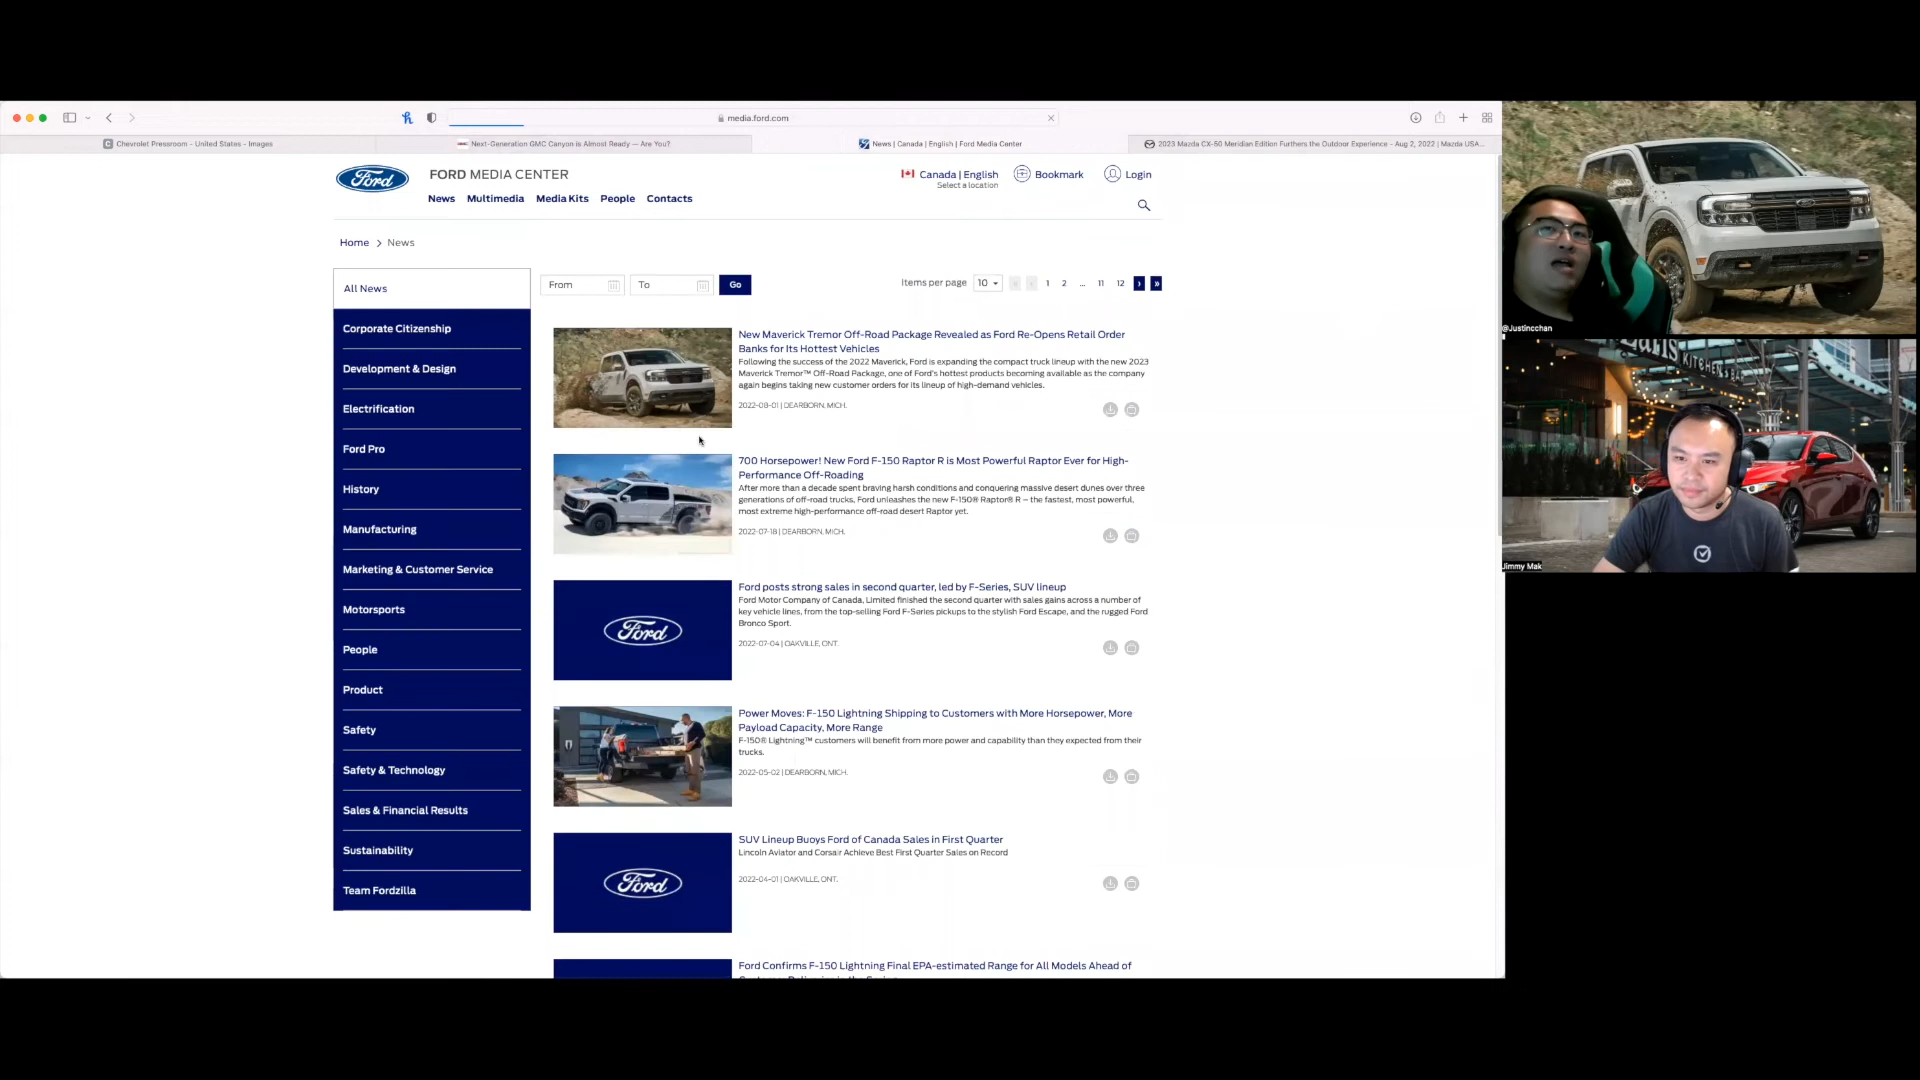 media.ford.com
Chevrolet Pressroom - United States - Images
Next-Generation GMC Canyon is Almost Ready — Are You?
News | Canada | English | Ford Media Center
2023 Mazda CX-50 Meridian Edition Furthers the Outdoor Experience - Aug 2, 2022 | Mazda USA...
Ford
FORD MEDIA CENTER
Canada | English
Select a location
Bookmark
Login
News
Multimedia
Media Kits
People
Contacts
Home > News
All News
Corporate Citizenship
Development & Design
Electrification
Ford Pro
History
Manufacturing
Marketing & Customer Service
Motorsports
People
Product
Safety
Safety & Technology
Sales & Financial Results
Sustainability
Team Fordzilla
From
To
Go
Items per page 10
« ‹ 1 2 ... 11 12 › »
New Maverick Tremor Off-Road Package Revealed as Ford Re-Opens Retail Order
Banks for Its Hottest Vehicles
Following the success of the 2022 Maverick, Ford is expanding the compact truck lineup with the new 2023
Maverick Tremor™ Off-Road Package, one of Ford's hottest products becoming available as the company
again begins taking new customer orders for its lineup of high-demand vehicles.
2022-08-01 | DEARBORN, MICH.
700 Horsepower! New Ford F-150 Raptor R is Most Powerful Raptor Ever for High-
Performance Off-Roading
After more than a decade spent braving harsh conditions and conquering massive desert dunes over three
generations of off-road trucks, Ford unleashes the new F-150® Raptor® R – the fastest, most powerful,
most extreme high-performance off-road desert Raptor yet.
2022-07-18 | DEARBORN, MICH.
Ford
Ford posts strong sales in second quarter, led by F-Series, SUV lineup
Ford Motor Company of Canada, Limited finished the second quarter with sales gains across a number of
key vehicle lines, from the top-selling Ford F-Series pickups to the stylish Ford Escape, and the rugged Ford
Bronco Sport.
2022-07-04 | OAKVILLE, ONT.
Power Moves: F-150 Lightning Shipping to Customers with More Horsepower, More
Payload Capacity, More Range
F-150® Lightning™ customers will benefit from more power and capability than they expected from their
trucks.
2022-05-02 | DEARBORN, MICH.
Ford
SUV Lineup Buoys Ford of Canada Sales in First Quarter
Lincoln Aviator and Corsair Achieve Best First Quarter Sales on Record
2022-04-01 | OAKVILLE, ONT.
Ford Confirms F-150 Lightning Final EPA-estimated Range for All Models Ahead of
@Justincchan
KITCHEN & BAR
Jimmy Mak